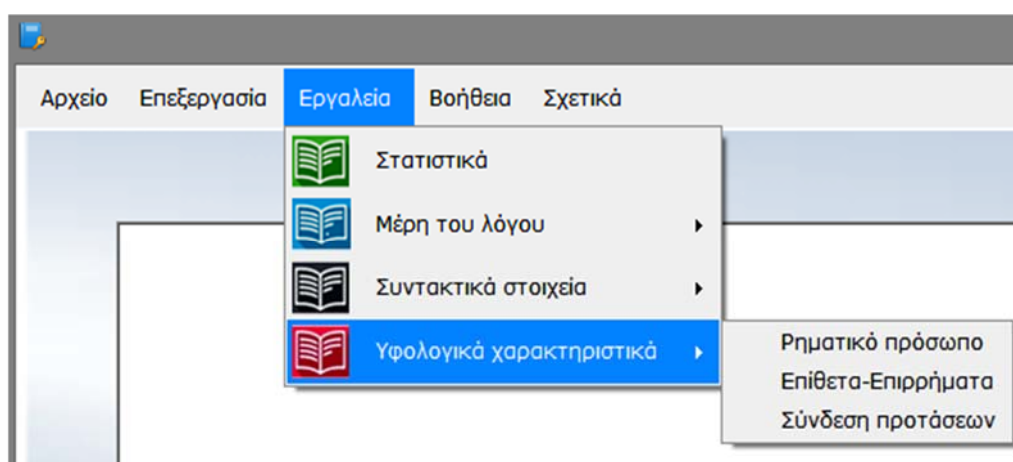 Αρχείο Επεξεργασία Εργαλεία Βοήθεια Σχετικά
Στατιστικά
Μέρη του λόγου
Συντακτικά στοιχεία
Υφολογικά χαρακτηριστικά
Ρηματικό πρόσωπο
Επίθετα-Επιρρήματα
Σύνδεση προτάσεων